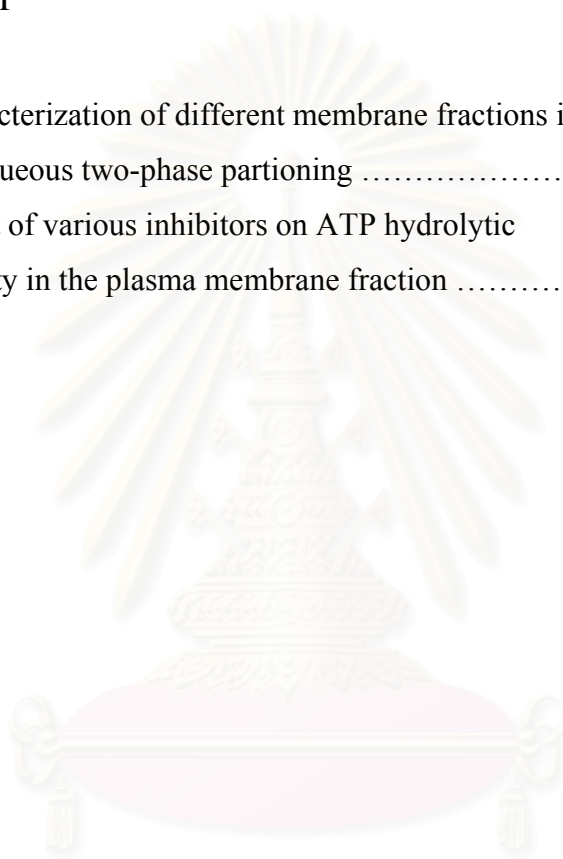 cterization of different membrane fractions i
ueous two-phase partioning …………………
of various inhibitors on ATP hydrolytic
ty in the plasma membrane fraction ……….